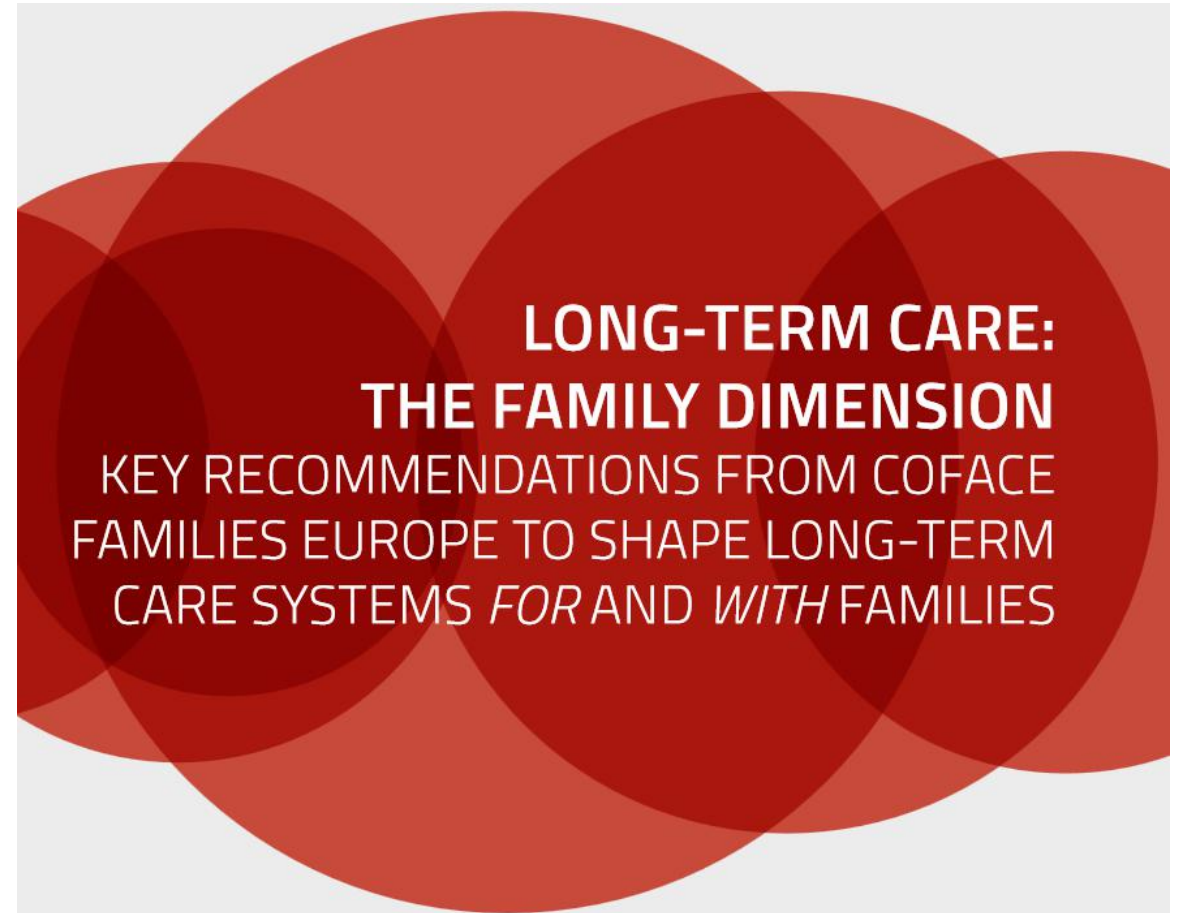 LONG-TERM CARE:
THE FAMILY DIMENSION
KEY RECOMMENDATIONS FROM COFACE
FAMILIES EUROPE TO SHAPE LONG-TERM
CARE SYSTEMS FOR AND WITH FAMILIES